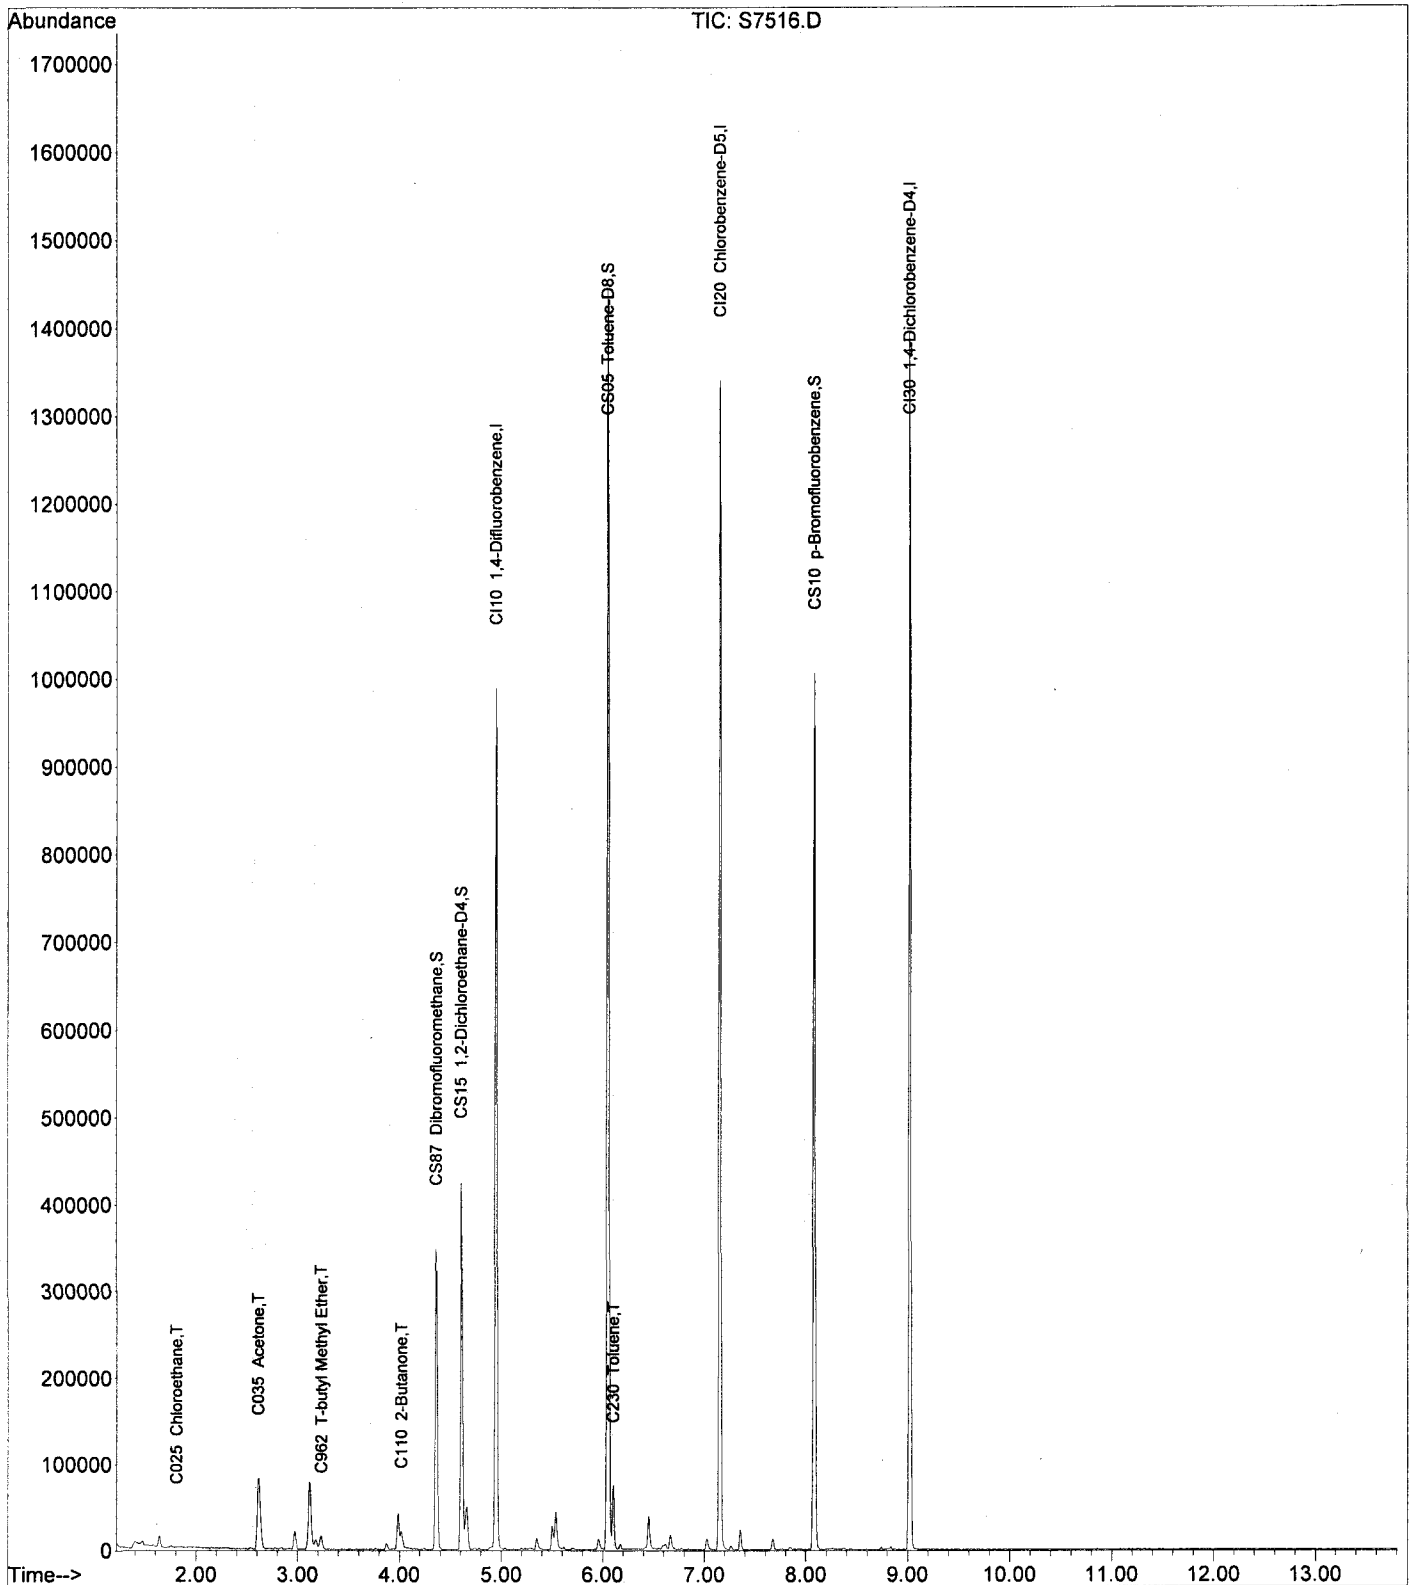 Abundance
TIC: S7516.D
1700000
1600000
1500000
1400000
1300000
1200000
1100000
1000000
900000
800000
700000
600000
500000
400000
300000
200000
100000
0
C025 Chloroethane,T
C035 Acetone,T
C962 T-butyl Methyl Ether,T
C110 2-Butanone,T
CS87 Dibromofluoromethane,S
CS15 1,2-Dichloroethane-D4,S
CI10 1,4-Difluorobenzene,I
CS05 Toluene-D8,S
C230 Toluene,T
CI20 Chlorobenzene-D5,I
CS10 p-Bromofluorobenzene,S
CI30 1,4-Dichlorobenzene-D4,I
Time-->
2.00 3.00 4.00 5.00 6.00 7.00 8.00 9.00 10.00 11.00 12.00 13.00